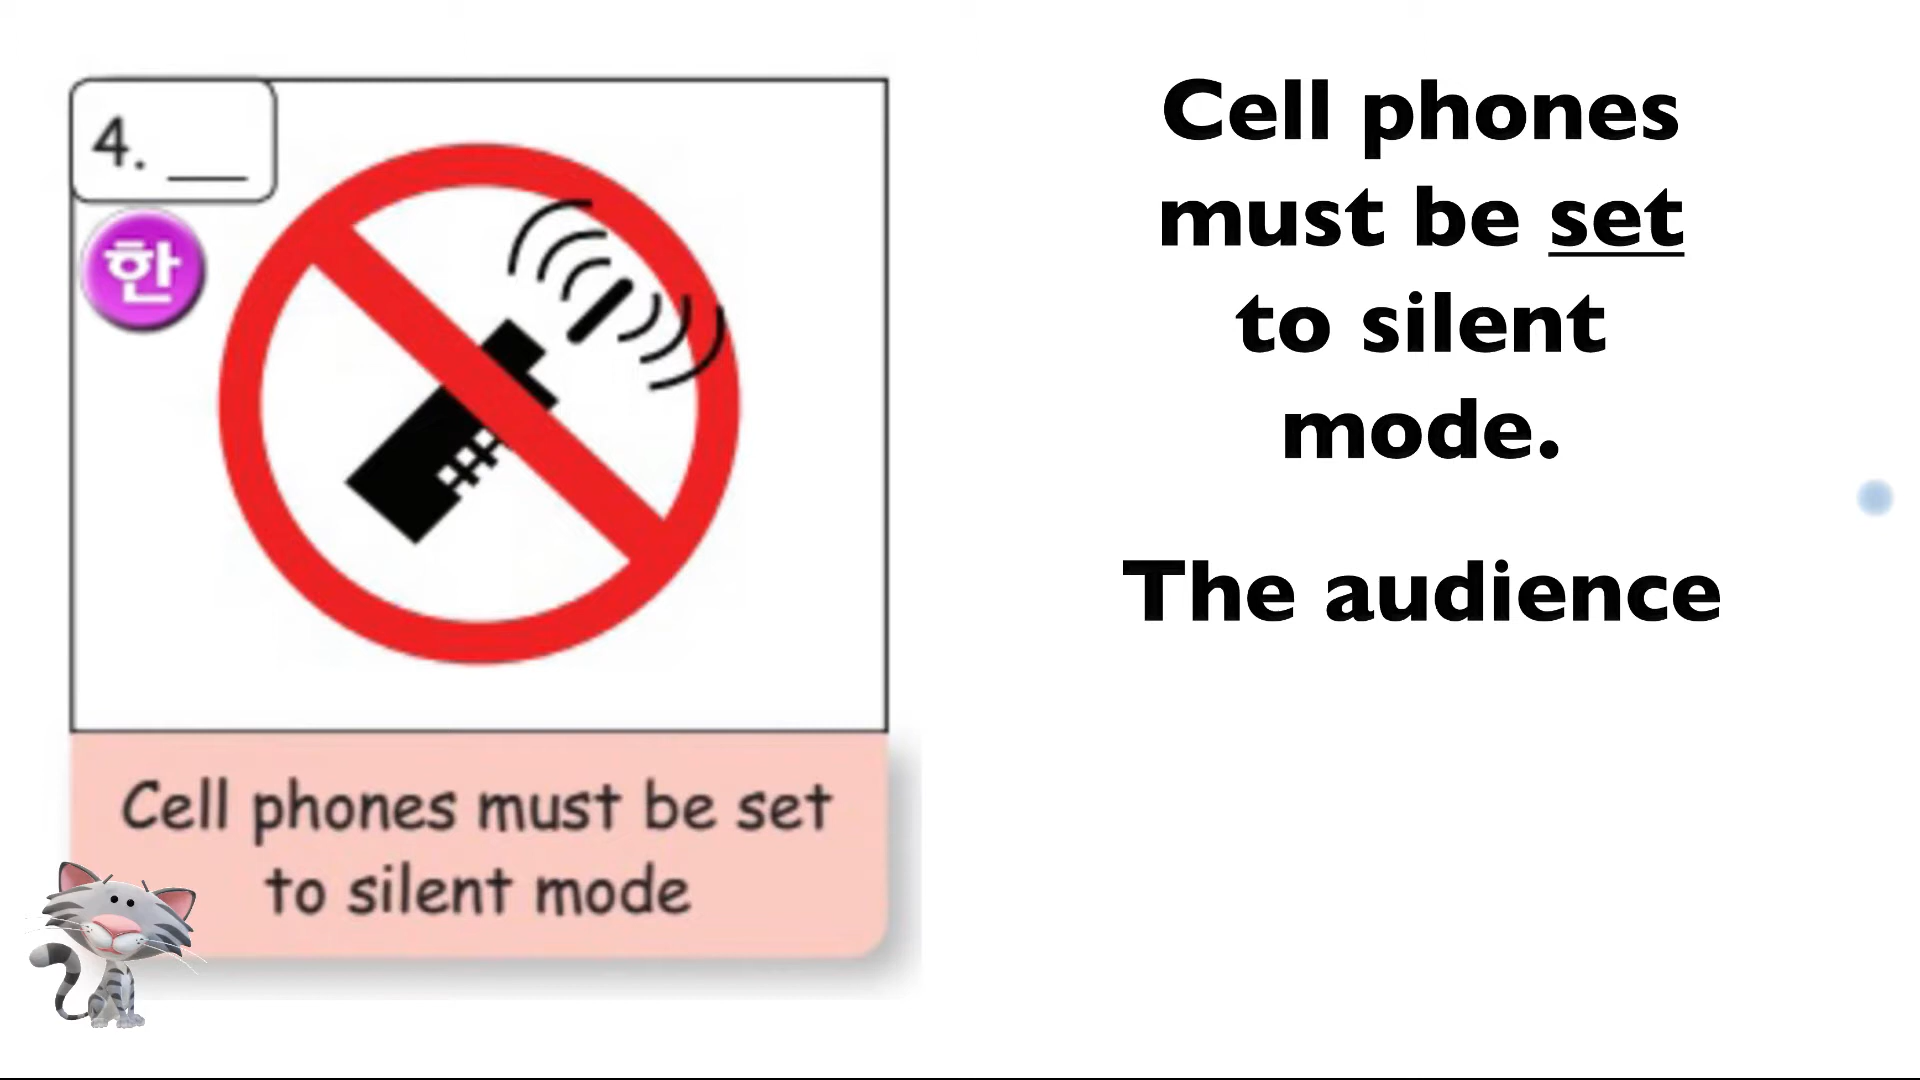 4. ___
한
Cell phones must be set
to silent mode
Cell phones
must be set
to silent
mode.
The audience